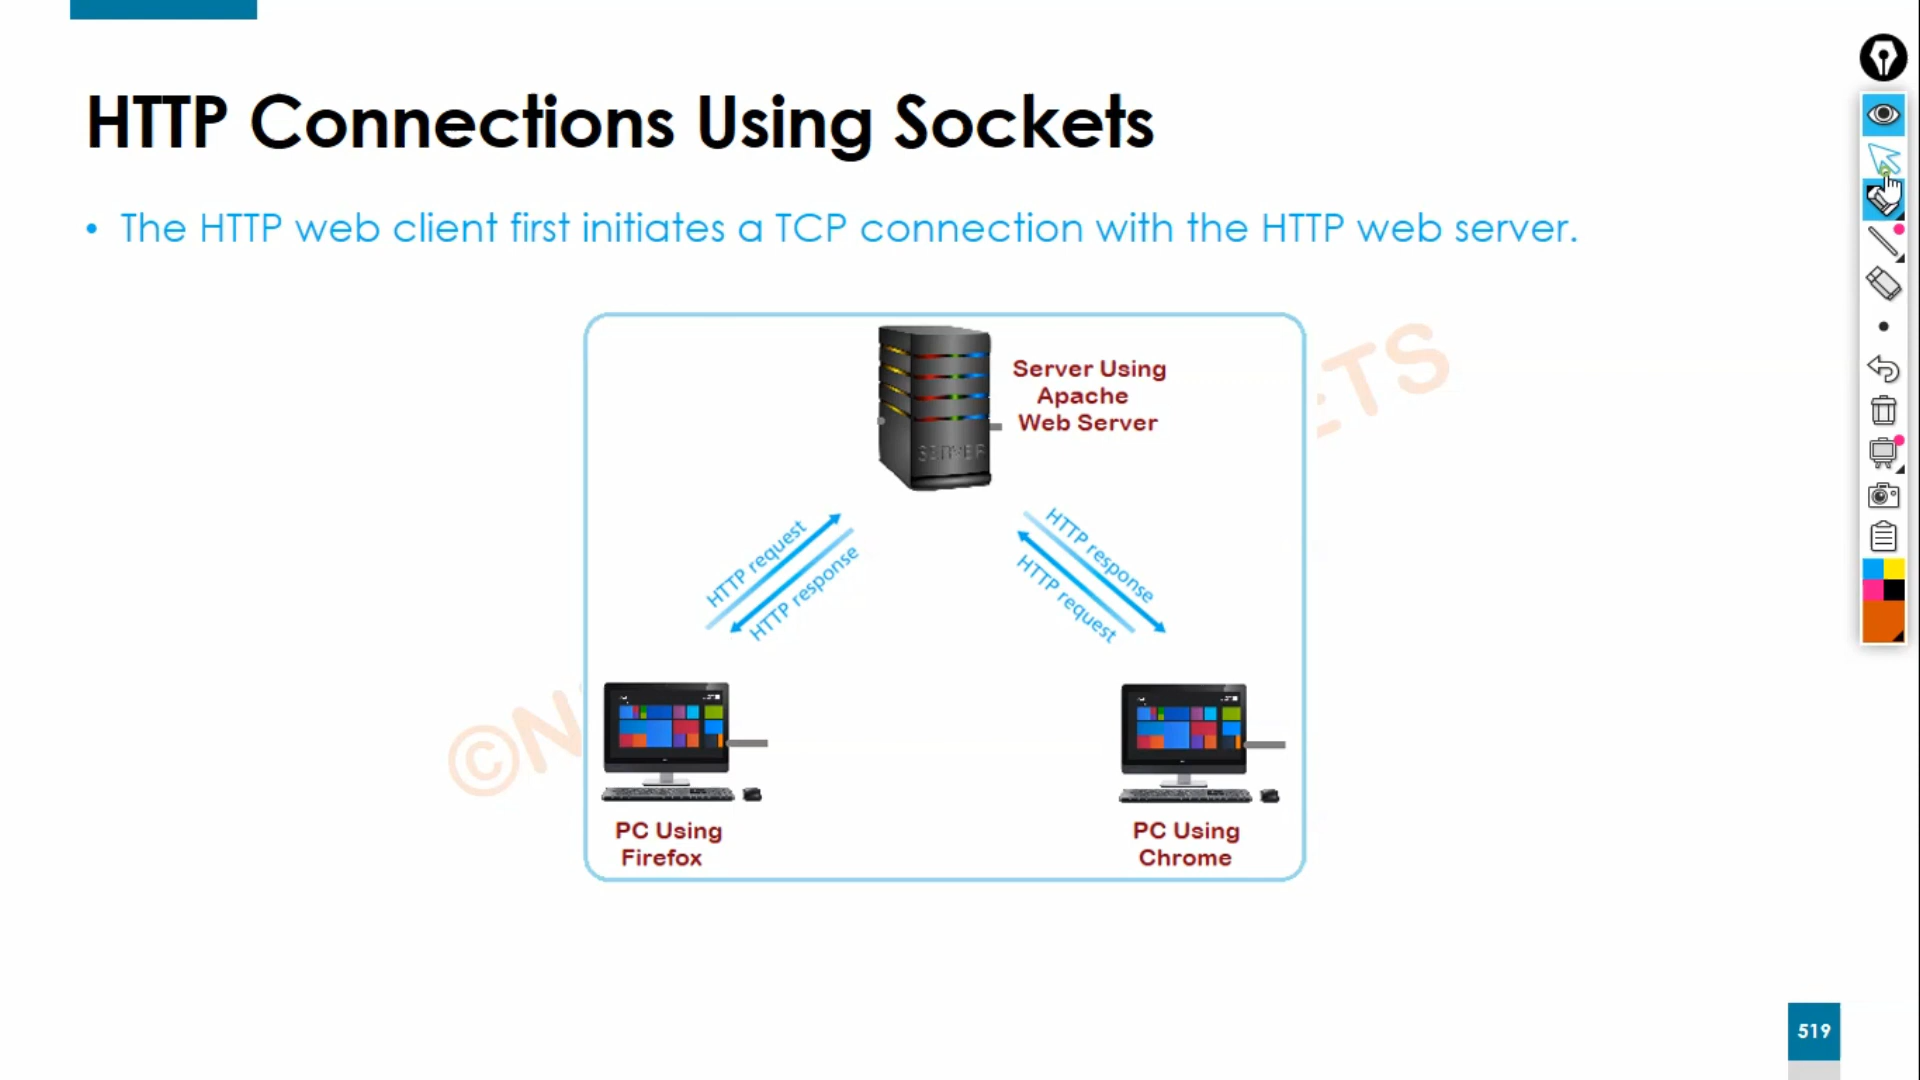 HTTP Connections Using Sockets
• The HTTP web client first initiates a TCP connection with the HTTP web server.
Server Using
Apache
Web Server
SERVER
HTTP request
HTTP response
HTTP response
HTTP request
PC Using
Firefox
PC Using
Chrome
519